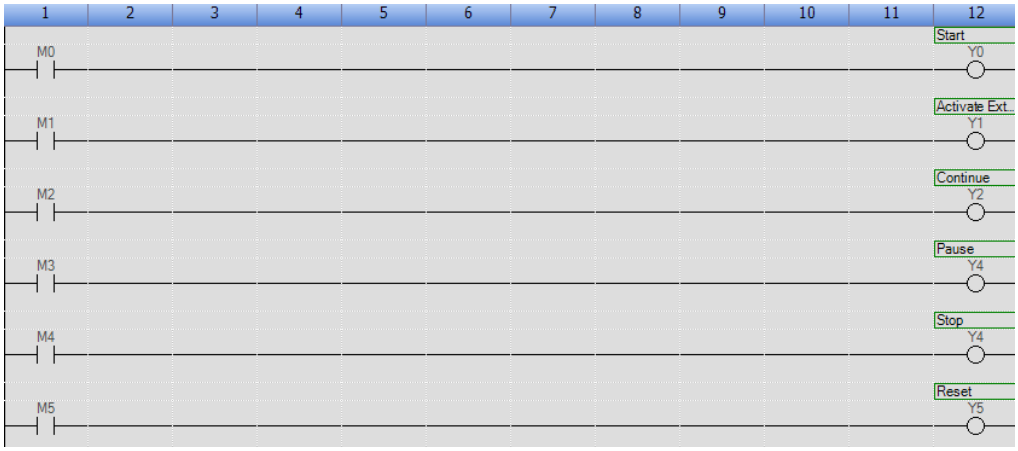 1 2 3 4 5 6 7 8 9 10 11 12
Start
M0 Y0
Activate Ext...
M1 Y1
Continue
M2 Y2
Pause
M3 Y4
Stop
M4 Y4
Reset
M5 Y5